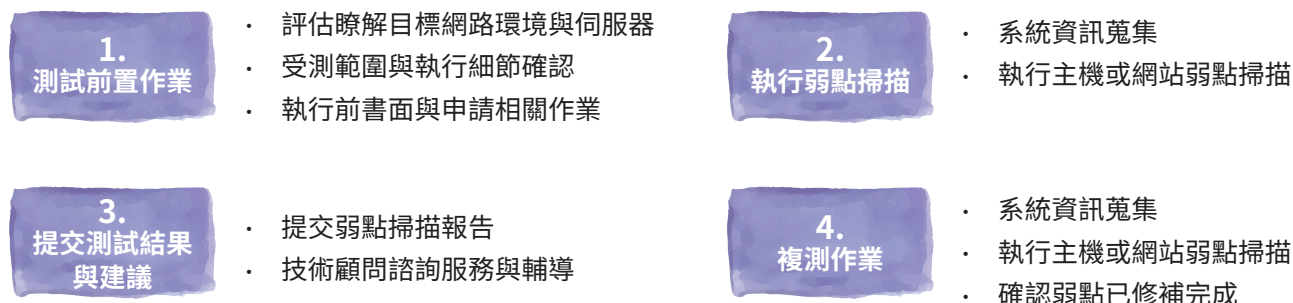 1.
測試前置作業
· 評估瞭解目標網路環境與伺服器
· 受測範圍與執行細節確認
· 執行前書面與申請相關作業
2.
執行弱點掃描
· 系統資訊蒐集
· 執行主機或網站弱點掃描
3.
提交測試結果
與建議
· 提交弱點掃描報告
· 技術顧問諮詢服務與輔導
4.
複測作業
· 系統資訊蒐集
· 執行主機或網站弱點掃描
· 確認弱點已修補完成